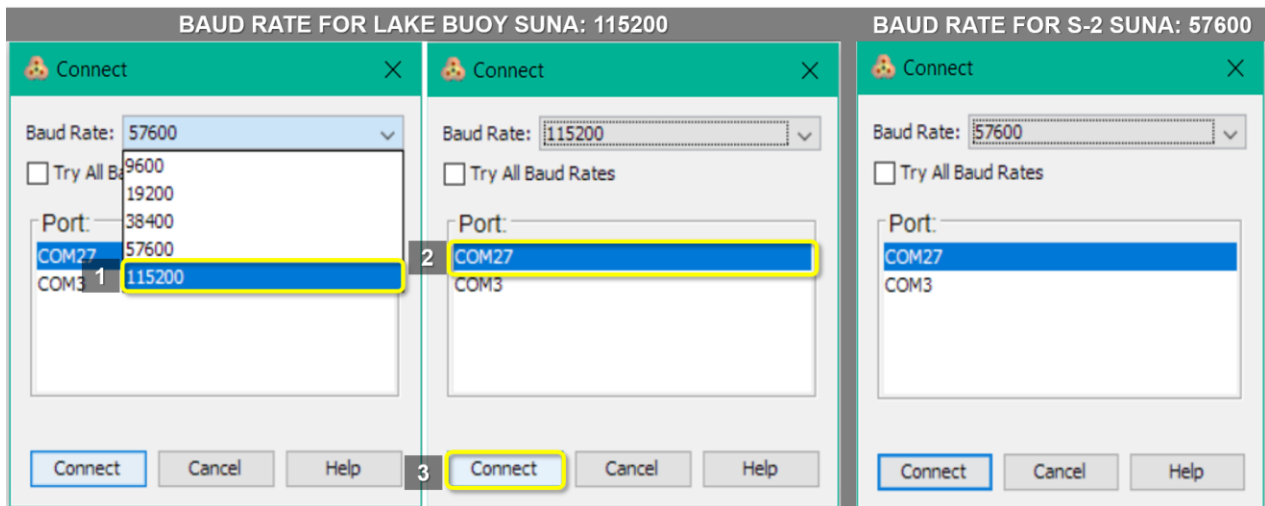 BAUD RATE FOR LAKE BUOY SUNA: 115200
Connect
Baud Rate: 57600
9600
19200
38400
57600
115200
Try All Ba
Port:
COM27
1
COM3
Connect
Cancel
Help
Connect
Baud Rate: 115200
Try All Baud Rates
Port:
2
COM27
COM3
3
Connect
Cancel
Help
BAUD RATE FOR S-2 SUNA: 57600
Connect
Baud Rate: 57600
Try All Baud Rates
Port:
COM27
COM3
Connect
Cancel
Help